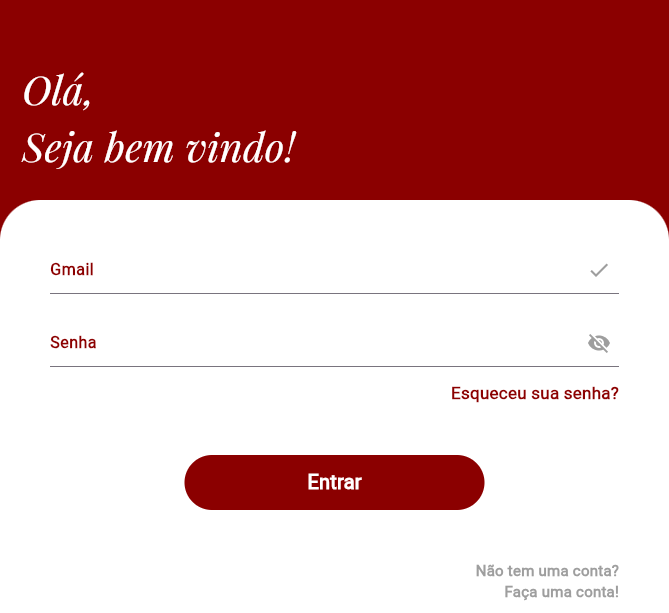 Olá,
Seja bem vindo!
Gmail
Senha
Esqueceu sua senha?
Entrar
Não tem uma conta?
Faça uma conta!